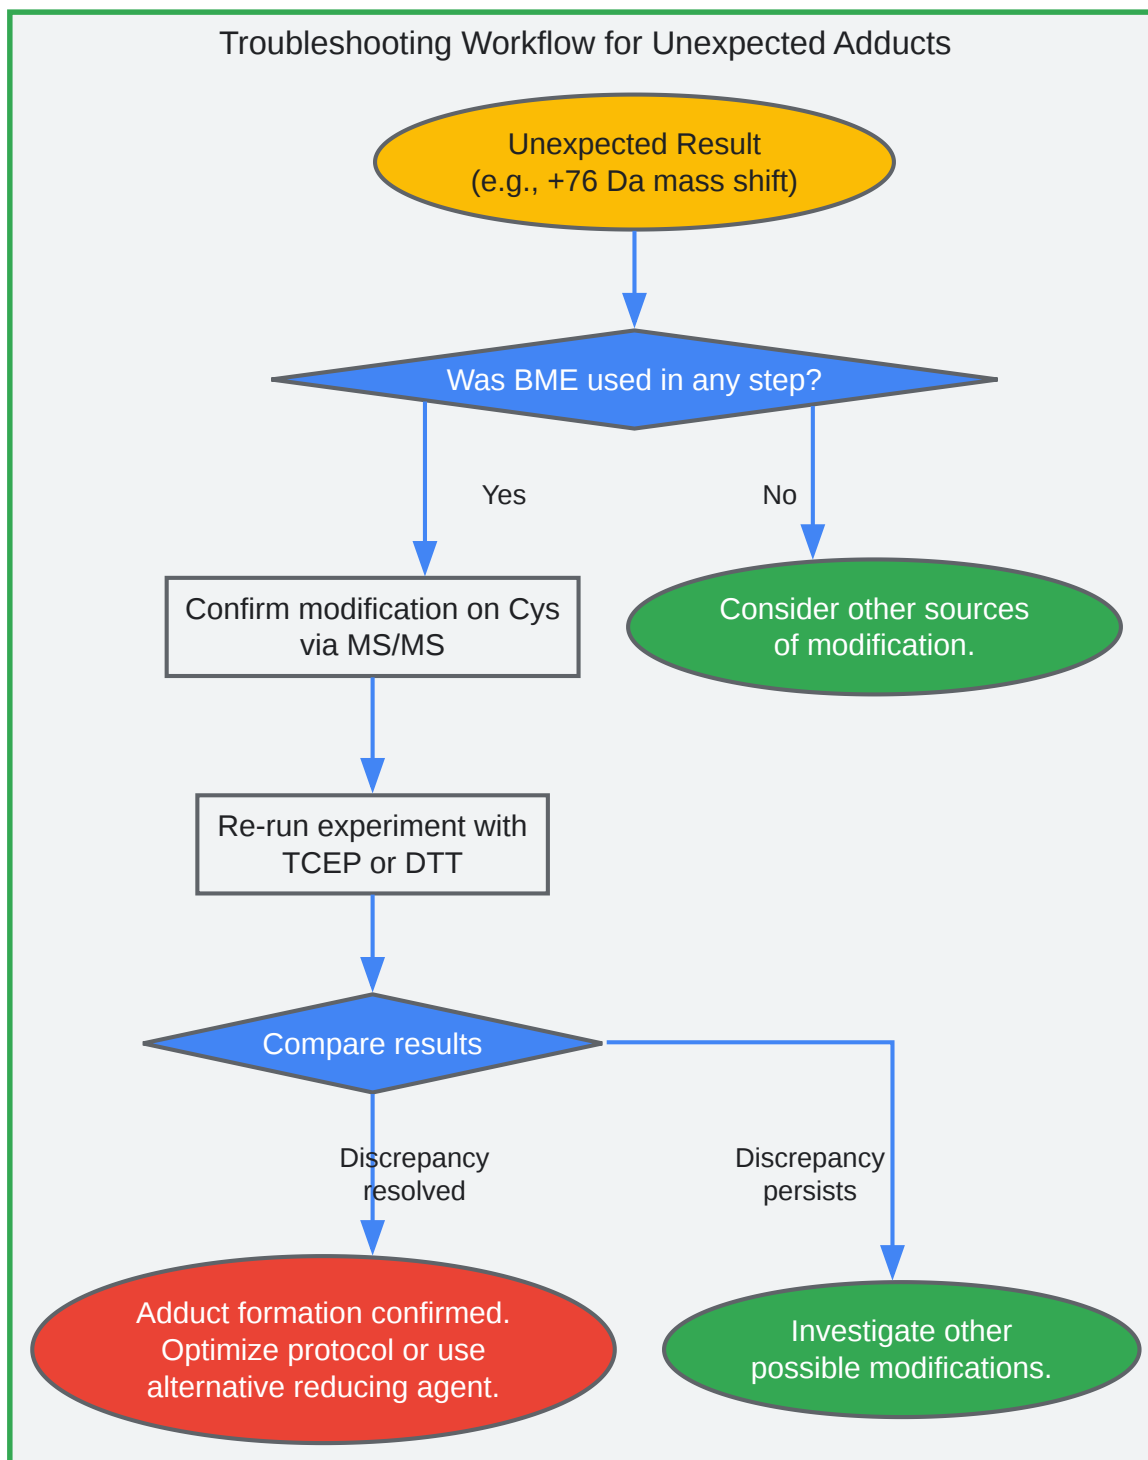 Troubleshooting Workflow for Unexpected Adducts
Unexpected Result
(e.g., +76 Da mass shift)
Was BME used in any step?
Yes
No
Confirm modification on Cys
via MS/MS
Consider other sources
of modification.
Re-run experiment with
TCEP or DTT
Compare results
Discrepancy
resolved
Discrepancy
persists
Adduct formation confirmed.
Optimize protocol or use
alternative reducing agent.
Investigate other
possible modifications.